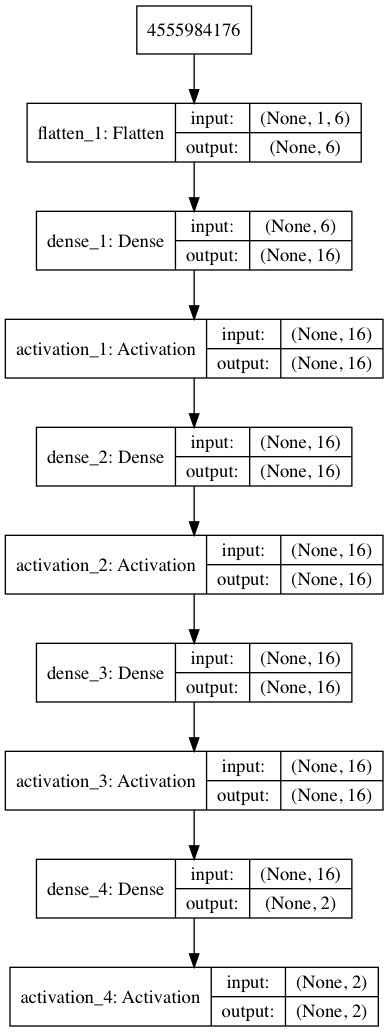 4555984176
flatten_1: Flatten
input: (None, 1, 6)
output: (None, 6)
dense_1: Dense
input: (None, 6)
output: (None, 16)
activation_1: Activation
input: (None, 16)
output: (None, 16)
dense_2: Dense
input: (None, 16)
output: (None, 16)
activation_2: Activation
input: (None, 16)
output: (None, 16)
dense_3: Dense
input: (None, 16)
output: (None, 16)
activation_3: Activation
input: (None, 16)
output: (None, 16)
dense_4: Dense
input: (None, 16)
output: (None, 2)
activation_4: Activation
input: (None, 2)
output: (None, 2)